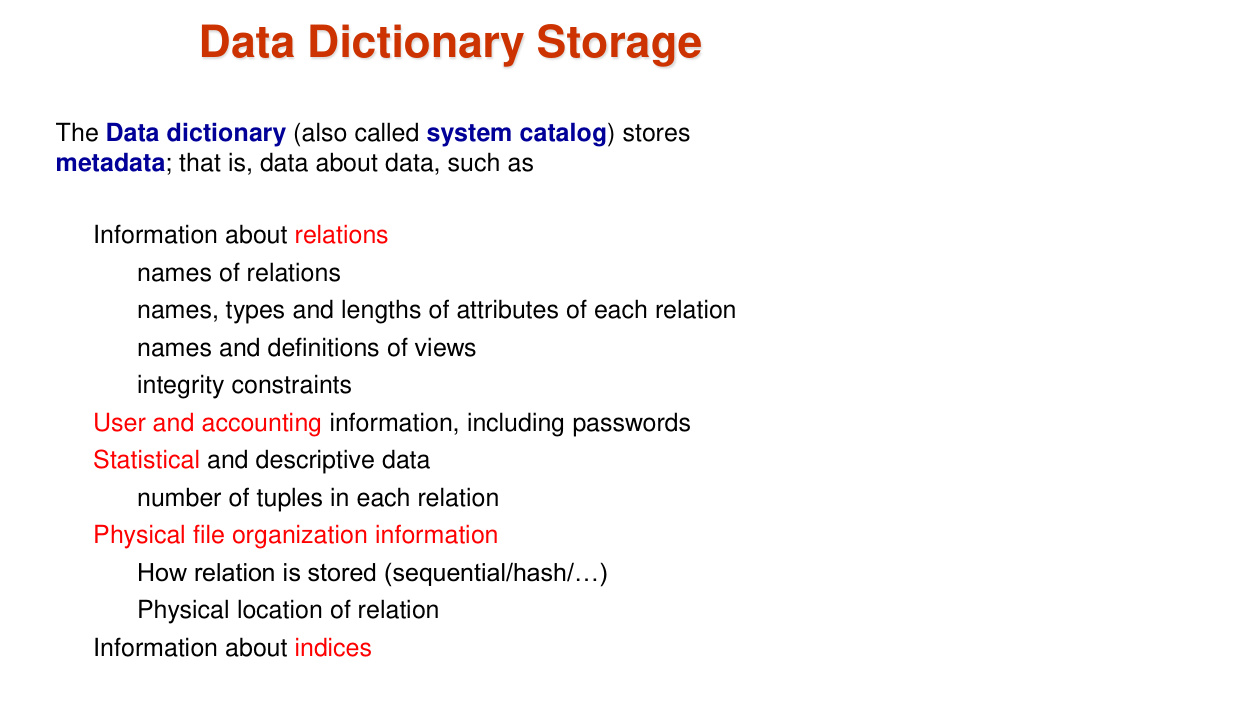 Data Dictionary Storage
The Data dictionary (also called system catalog) stores
metadata; that is, data about data, such as
Information about relations
names of relations
names, types and lengths of attributes of each relation
names and definitions of views
integrity constraints
User and accounting information, including passwords
Statistical and descriptive data
number of tuples in each relation
Physical file organization information
How relation is stored (sequential/hash/…)
Physical location of relation
Information about indices